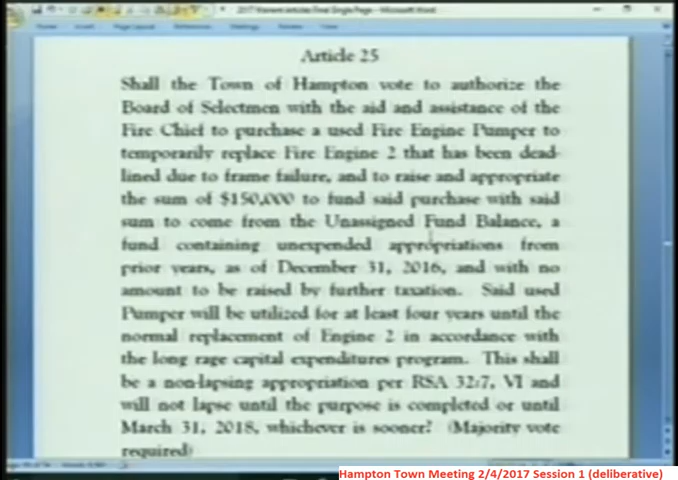 Article 25
Shall the Town of Hampton vote to authorize the
Board of Selectmen with the aid and assistance of the
Fire Chief to purchase a used Fire Engine Pumper to
temporarily replace Fire Engine 2 that has been dead-
lined due to frame failure, and to raise and appropriate
the sum of $150,000 to fund said purchase with said
sum to come from the Unassigned Fund Balance, a
fund containing unexpended appropriations from
prior years, as of December 31, 2016, and with no
amount to be raised by further taxation. Said used
Pumper will be utilized for at least four years until the
normal replacement of Engine 2 in accordance with
the long rage capital expenditures program. This shall
be a non-lapsing appropriation per RSA 32:7, VI and
will not lapse until the purpose is completed or until
March 31, 2018, whichever is sooner? (Majority vote
required)
Hampton Town Meeting 2/4/2017 Session 1 (deliberative)